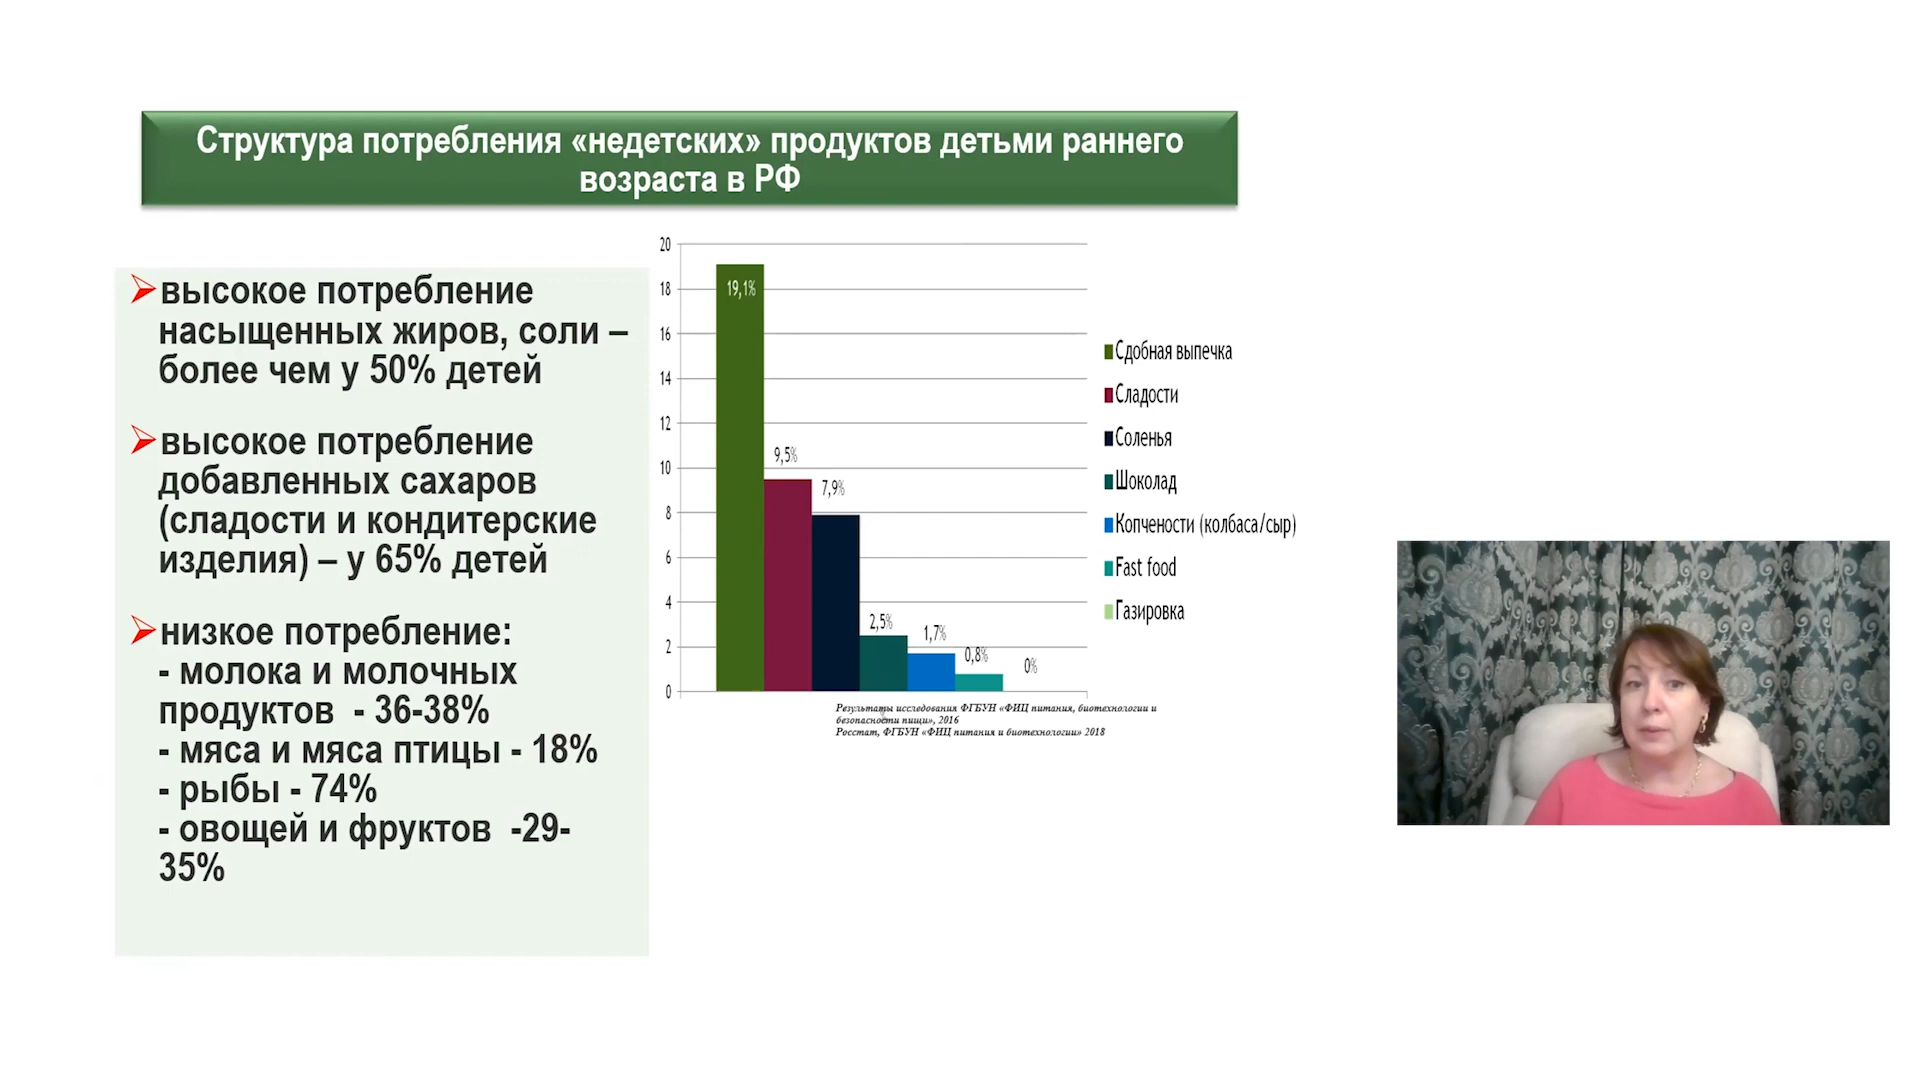 Структура потребления «недетских» продуктов детьми раннего
возраста в РФ
высокое потребление
насыщенных жиров, соли –
более чем у 50% детей
высокое потребление
добавленных сахаров
(сладости и кондитерские
изделия) – у 65% детей
низкое потребление:
- молока и молочных
продуктов - 36-38%
- мяса и мяса птицы - 18%
- рыбы - 74%
- овощей и фруктов -29-
35%
20
18
16
14
12
10
8
6
4
2
0
19,1%
9,5%
7,9%
2,5%
1,7%
0,8%
0%
Сдобная выпечка
Сладости
Соленья
Шоколад
Копчености (колбаса/сыр)
Fast food
Газировка
Результаты исследования ФГБУН «ФИЦ питания, биотехнологии и
безопасности пищи», 2016
Росстат, ФГБУН «ФИЦ питания и биотехнологии» 2018